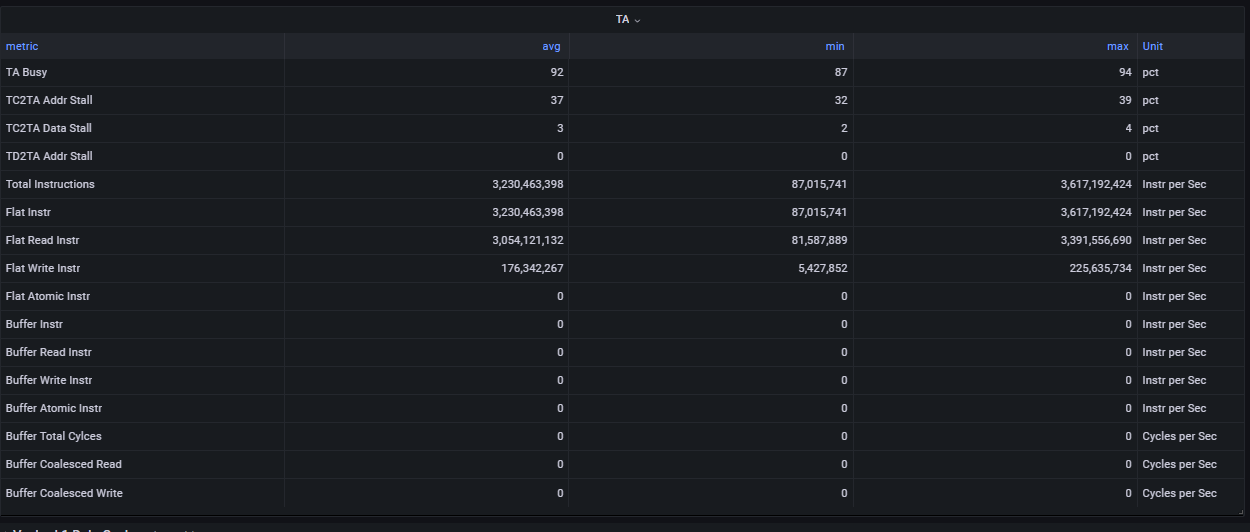 TA
metric avg min max Unit
TA Busy 92 87 94 pct
TC2TA Addr Stall 37 32 39 pct
TC2TA Data Stall 3 2 4 pct
TD2TA Addr Stall 0 0 0 pct
Total Instructions 3,230,463,398 87,015,741 3,617,192,424 Instr per Sec
Flat Instr 3,230,463,398 87,015,741 3,617,192,424 Instr per Sec
Flat Read Instr 3,054,121,132 81,587,889 3,391,556,690 Instr per Sec
Flat Write Instr 176,342,267 5,427,852 225,635,734 Instr per Sec
Flat Atomic Instr 0 0 0 Instr per Sec
Buffer Instr 0 0 0 Instr per Sec
Buffer Read Instr 0 0 0 Instr per Sec
Buffer Write Instr 0 0 0 Instr per Sec
Buffer Atomic Instr 0 0 0 Instr per Sec
Buffer Total Cylces 0 0 0 Cycles per Sec
Buffer Coalesced Read 0 0 0 Cycles per Sec
Buffer Coalesced Write 0 0 0 Cycles per Sec